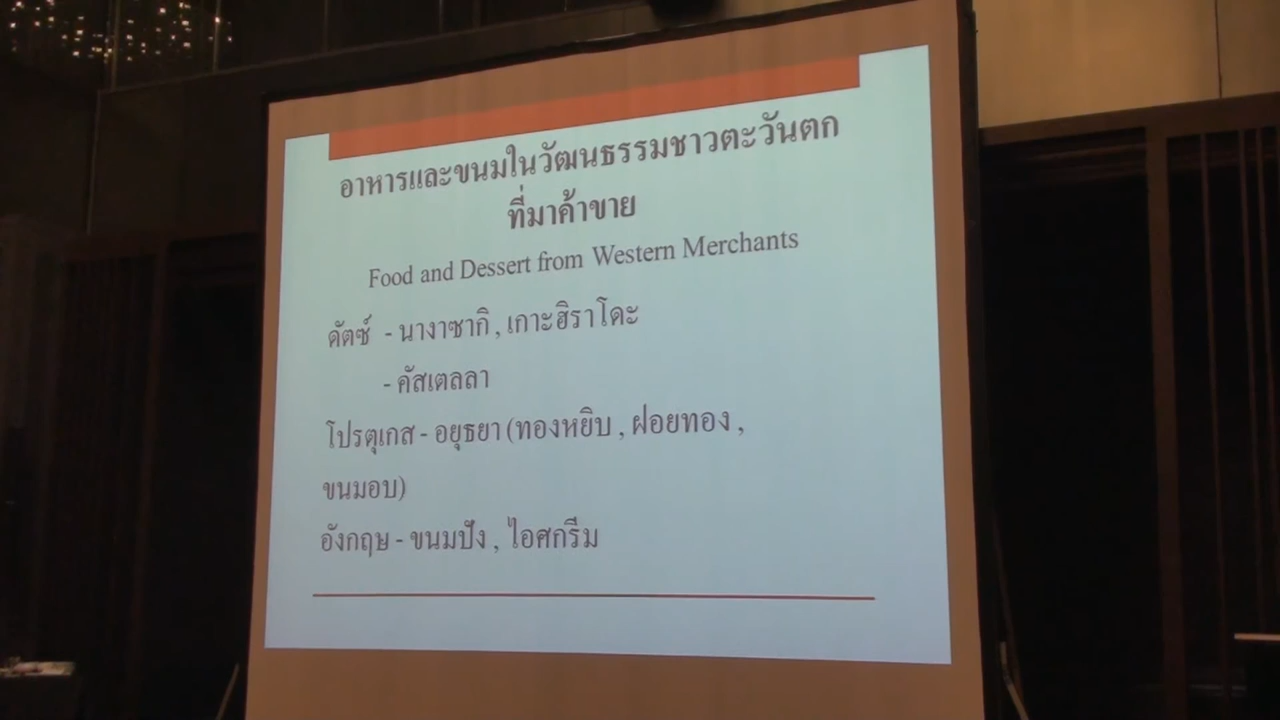 อาหารและขนมในวัฒนธรรมชาวตะวันตก
ที่มาค้าขาย
Food and Dessert from Western Merchants
ดัตซ์ - นางาซากิ , เกาะฮิราโดะ
- คัสเตลลา
โปรตุเกส - อยุธยา (ทองหยิบ , ฝอยทอง ,
ขนมอบ)
อังกฤษ - ขนมปัง , ไอศกรีม